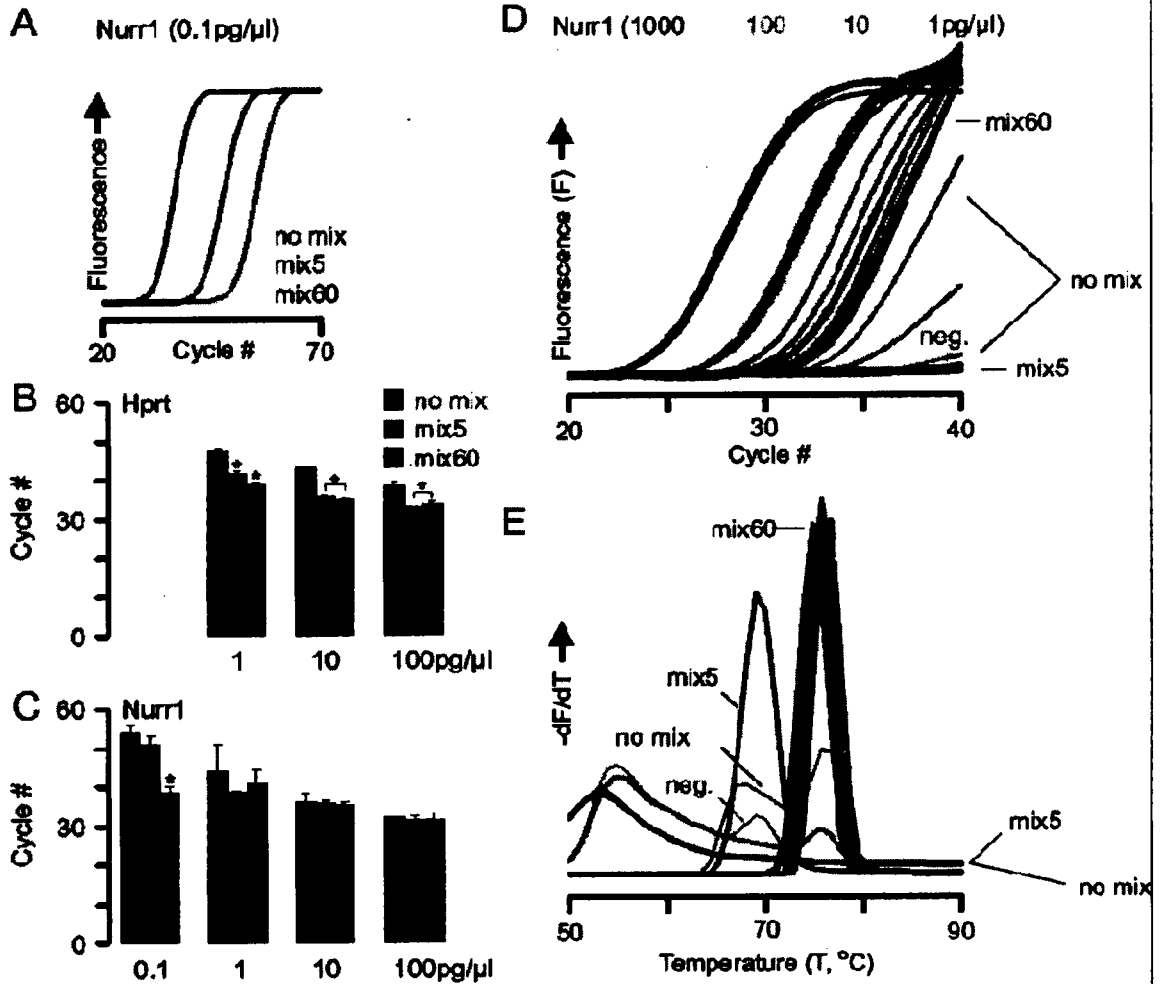 A
Nurr1 (0.1pg/µl)
Fluorescence
no mix
mix5
mix60
20
Cycle #
70
B
60
30
0
Cycle #
Hprt
no mix
mix5
mix60
*
*
*
*
1
10
100pg/µl
C
60
30
0
Cycle #
Nurr1
*
0.1
1
10
100pg/µl
D
Nurr1 (1000 100 10 1pg/µl)
Fluorescence (F)
mix60
no mix
neg.
mix5
20
30
40
Cycle #
E
-dF/dT
mix60
mix5
no mix
neg.
mix5
no mix
50
70
90
Temperature (T, °C)